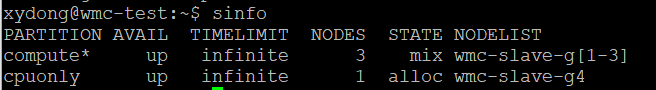 xydong@wmc-test:~$ sinfo
PARTITION AVAIL  TIMELIMIT  NODES  STATE NODELIST
compute*     up   infinite      3    mix wmc-slave-g[1-3]
cpuonly      up   infinite      1  alloc wmc-slave-g4